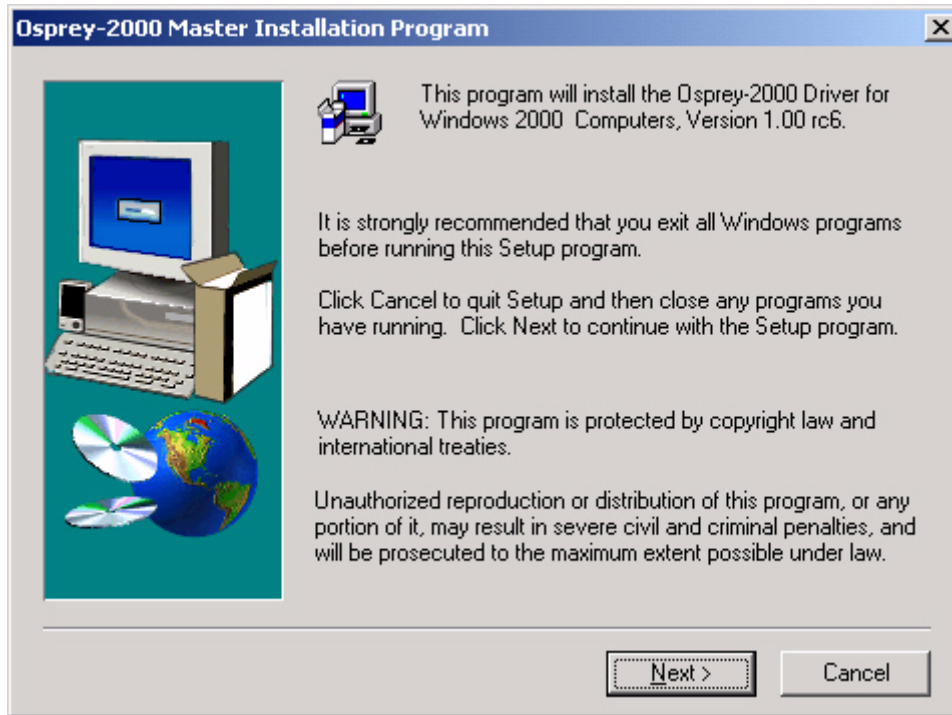 Osprey-2000 Master Installation Program
This program will install the Osprey-2000 Driver for
Windows 2000  Computers, Version 1.00 rc6.
It is strongly recommended that you exit all Windows programs
before running this Setup program.
Click Cancel to quit Setup and then close any programs you
have running.  Click Next to continue with the Setup program.
WARNING: This program is protected by copyright law and
international treaties.
Unauthorized reproduction or distribution of this program, or any
portion of it, may result in severe civil and criminal penalties, and
will be prosecuted to the maximum extent possible under law.
Next >
Cancel